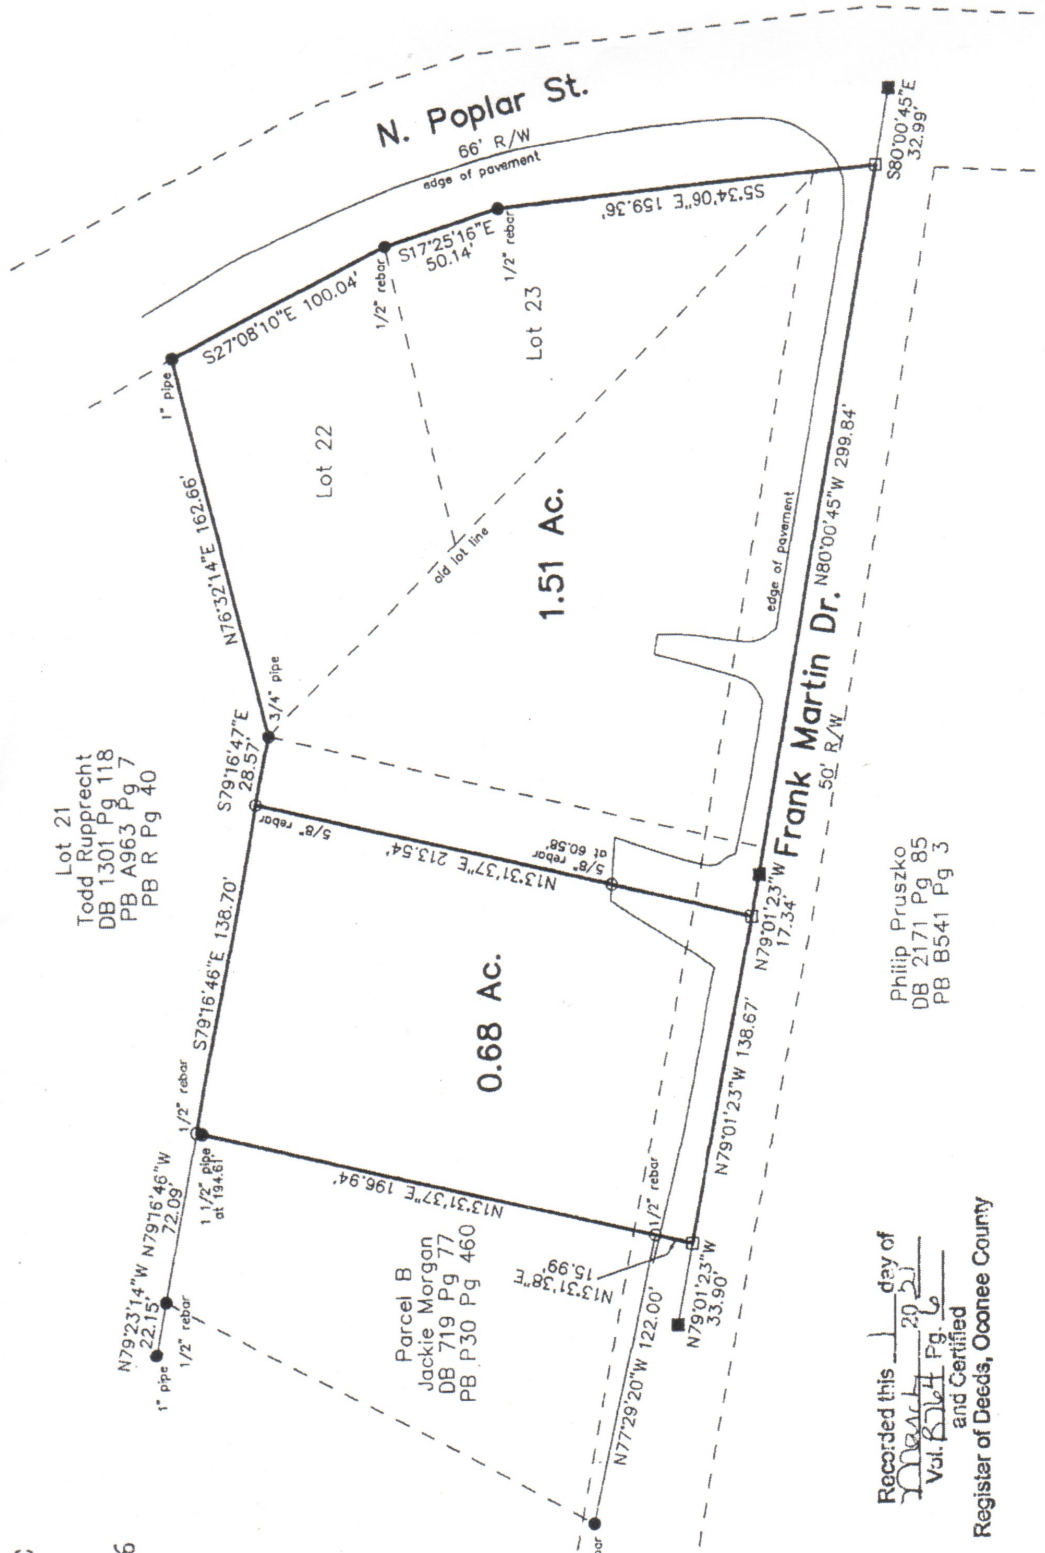 N. Poplar St.
66' R/W
edge of pavement
S80°00'45"E
32.99'
S5°34'06"E 159.36'
1/2" rebar
S17°25'16"E
50.14'
1/2" rebar
S27°08'10"E 100.04'
1" pipe
Lot 23
Lot 22
N76°32'14"E 162.66'
old lot line
1.51 Ac.
edge of pavement
N80°00'45"W 299.84'
Frank Martin Dr.
50' R/W
3/4" pipe
S79°16'47"E
28.57'
5/8" rebar
N13°31'37"E 213.54'
5/8" rebar
at 60.58'
N79°01'23"W
17.34'
Lot 21
Todd Rupprecht
DB 1301 Pg 118
PB A963 Pg 7
PB R Pg 40
S79°16'46"E 138.70'
0.68 Ac.
N79°01'23"W 138.67'
Philip Pruszko
DB 2171 Pg 85
PB B541 Pg 3
1/2" rebar
1 1/2" pipe
at 194.61'
N13°31'37"E 196.94'
1/2" rebar
N13°31'38"E
15.99'
N79°01'23"W
33.90'
N79°16'46"W
72.09'
N79°23'14"W
22.15'
1/2" rebar
1" pipe
Parcel B
Jackie Morgan
DB 719 Pg 77
PB P30 Pg 460
N77°29'20"W 122.00'
Recorded this 1 day of
March 20 21
Vol. B764 Pg. 6
and Certified
Register of Deeds, Oconee County
6